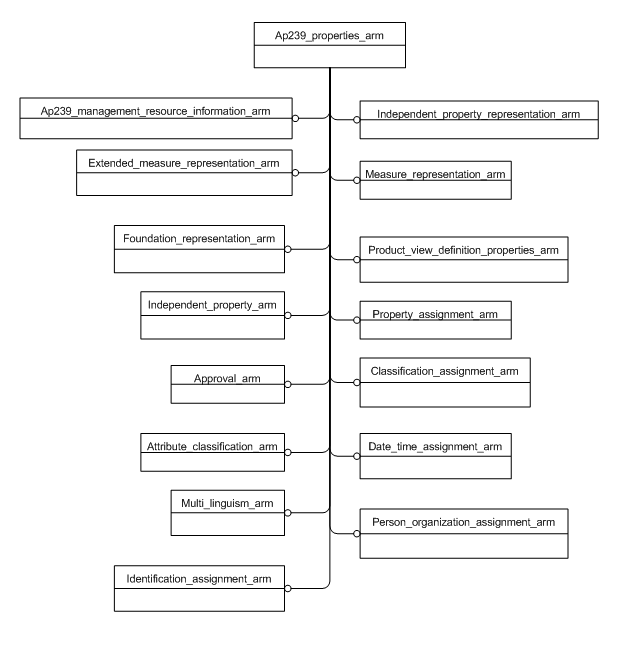 Ap239_properties_arm
Ap239_management_resource_information_arm
Independent_property_representation_arm
Extended_measure_representation_arm
Measure_representation_arm
Foundation_representation_arm
Product_view_definition_properties_arm
Independent_property_arm
Property_assignment_arm
Approval_arm
Classification_assignment_arm
Attribute_classification_arm
Date_time_assignment_arm
Multi_linguism_arm
Person_organization_assignment_arm
Identification_assignment_arm